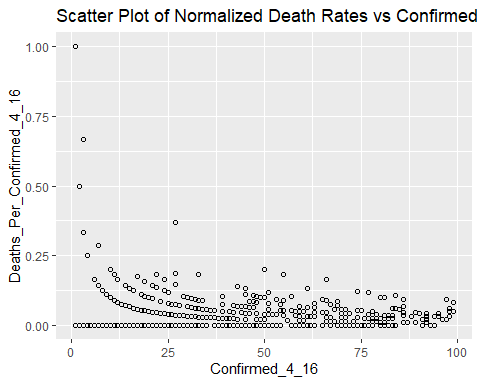 Scatter Plot of Normalized Death Rates vs Confirmed
1.00
0.75
0.50
0.25
0.00
Deaths_Per_Confirmed_4_16
0 25 50 75 100
Confirmed_4_16